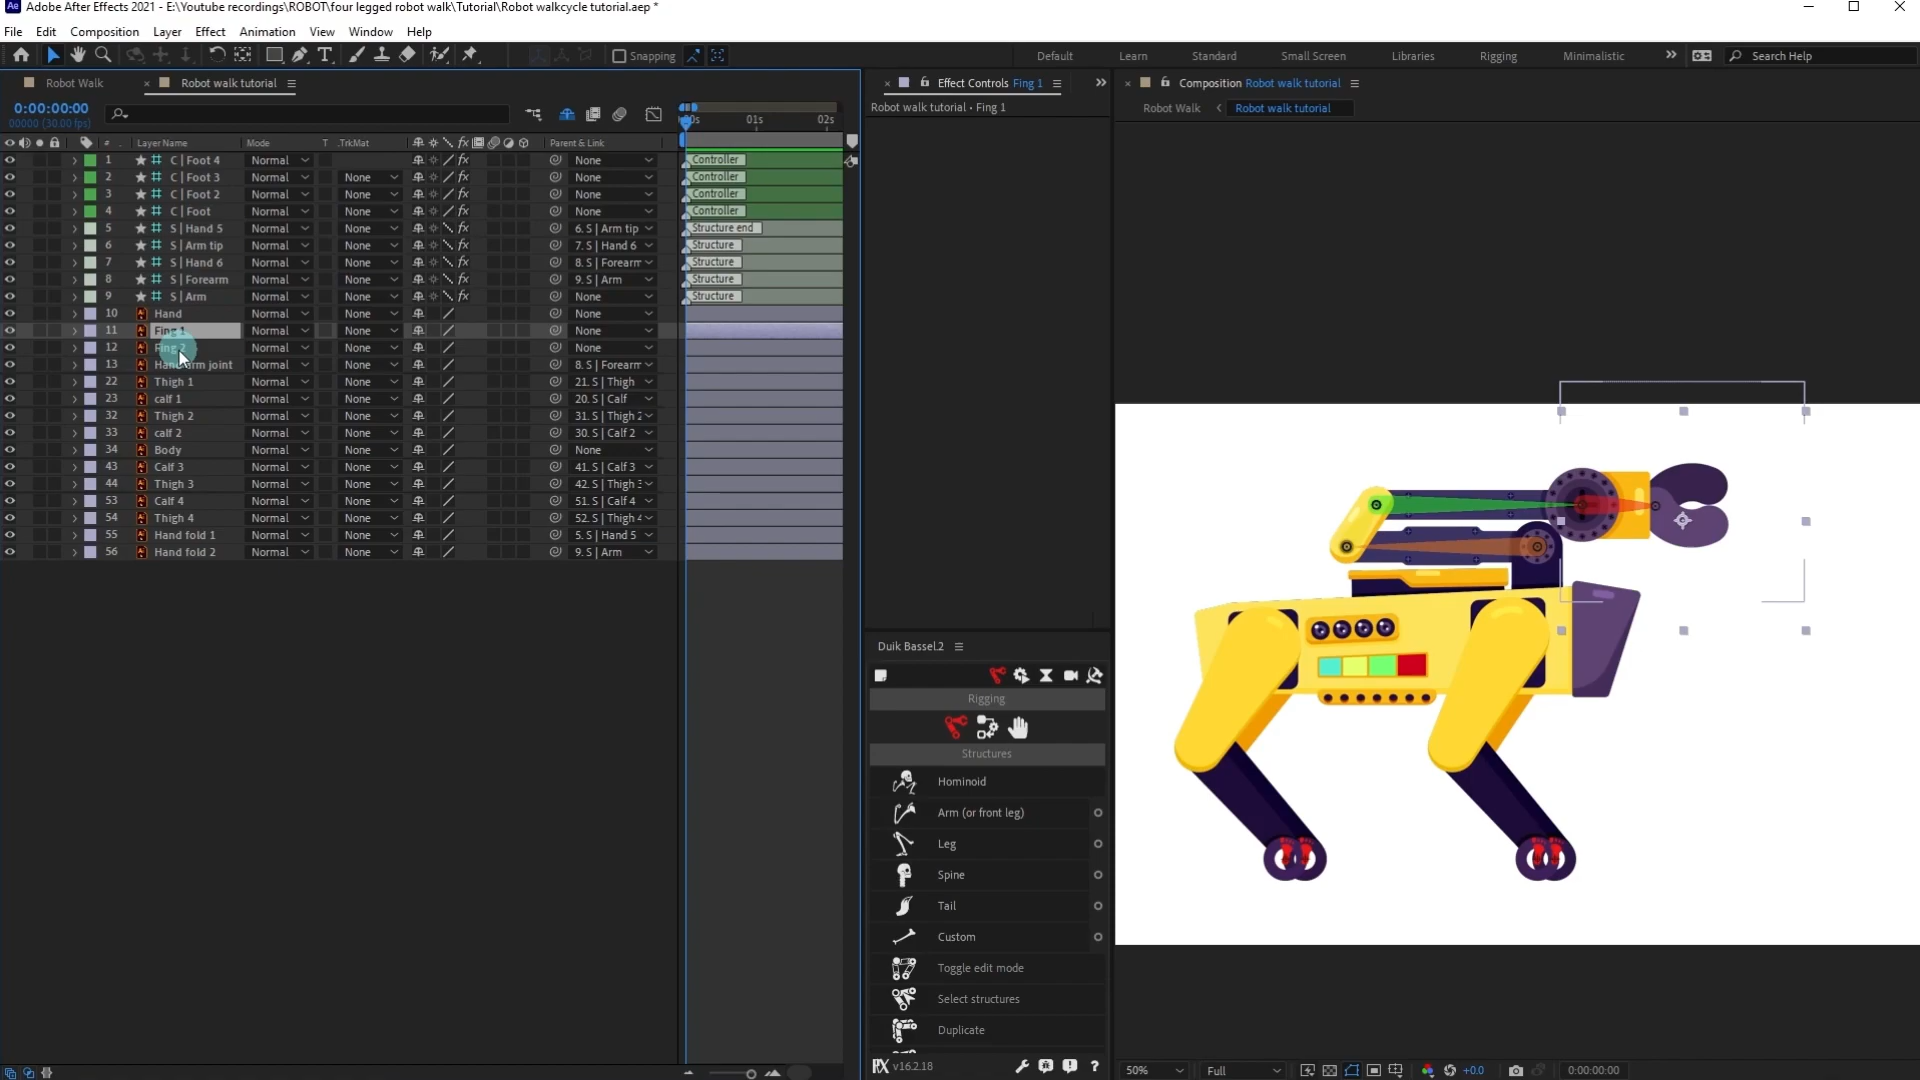 Adobe After Effects 2021 - E:\Youtube recordings\ROBOT\four legged robot walk\Tutorial\Robot walkcycle tutorial.aep *
File Edit Composition Layer Effect Animation View Window Help
Snapping Default Learn Standard Small Screen Libraries Rigging Minimalistic Search Help
Robot Walk Robot walk tutorial
Effect Controls Fing 1
Composition Robot walk tutorial
0:00:00:00
00000 (30.00 fps)
Robot walk tutorial • Fing 1
Robot Walk Robot walk tutorial
01s 02s
# Layer Name Mode T .TrkMat Parent & Link
1 C | Foot 4 Normal None Controller
2 C | Foot 3 Normal None None Controller
3 C | Foot 2 Normal None None Controller
4 C | Foot Normal None None Controller
5 S | Hand 5 Normal None 6. S | Arm tip Structure end
6 S | Arm tip Normal None 7. S | Hand 6 Structure
7 S | Hand 6 Normal None 8. S | Forearm Structure
8 S | Forearm Normal None 9. S | Arm Structure
9 S | Arm Normal None None Structure
10 Hand Normal None None
11 Fing 1 Normal None None
12 Fing 2 Normal None None
13 joint Normal None 8. S | Forearm
22 Thigh 1 Normal None 21. S | Thigh
23 calf 1 Normal None 20. S | Calf
32 Thigh 2 Normal None 31. S | Thigh 2
33 calf 2 Normal None 30. S | Calf 2
34 Body Normal None None
43 Calf 3 Normal None 41. S | Calf 3
44 Thigh 3 Normal None 42. S | Thigh 3
53 Calf 4 Normal None 51. S | Calf 4
54 Thigh 4 Normal None 52. S | Thigh 4
55 Hand fold 1 Normal None 5. S | Hand 5
56 Hand fold 2 Normal None 9. S | Arm
Duik Bassel.2
Rigging
Structures
Hominoid
Arm (or front leg)
Leg
Spine
Tail
Custom
Toggle edit mode
Select structures
Duplicate
v16.2.18
50% Full +0.0 0:00:00:00